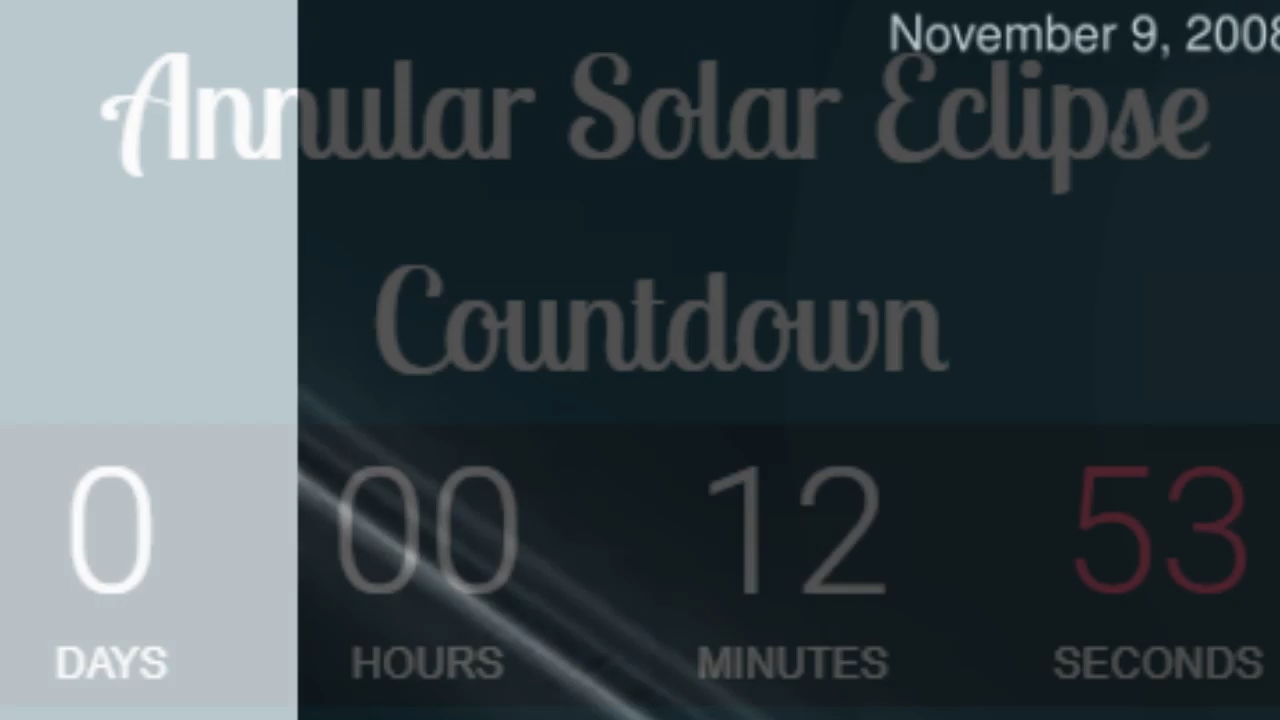 November 9, 2008
Annular Solar Eclipse
Countdown
0 00 12 53
DAYS HOURS MINUTES SECONDS